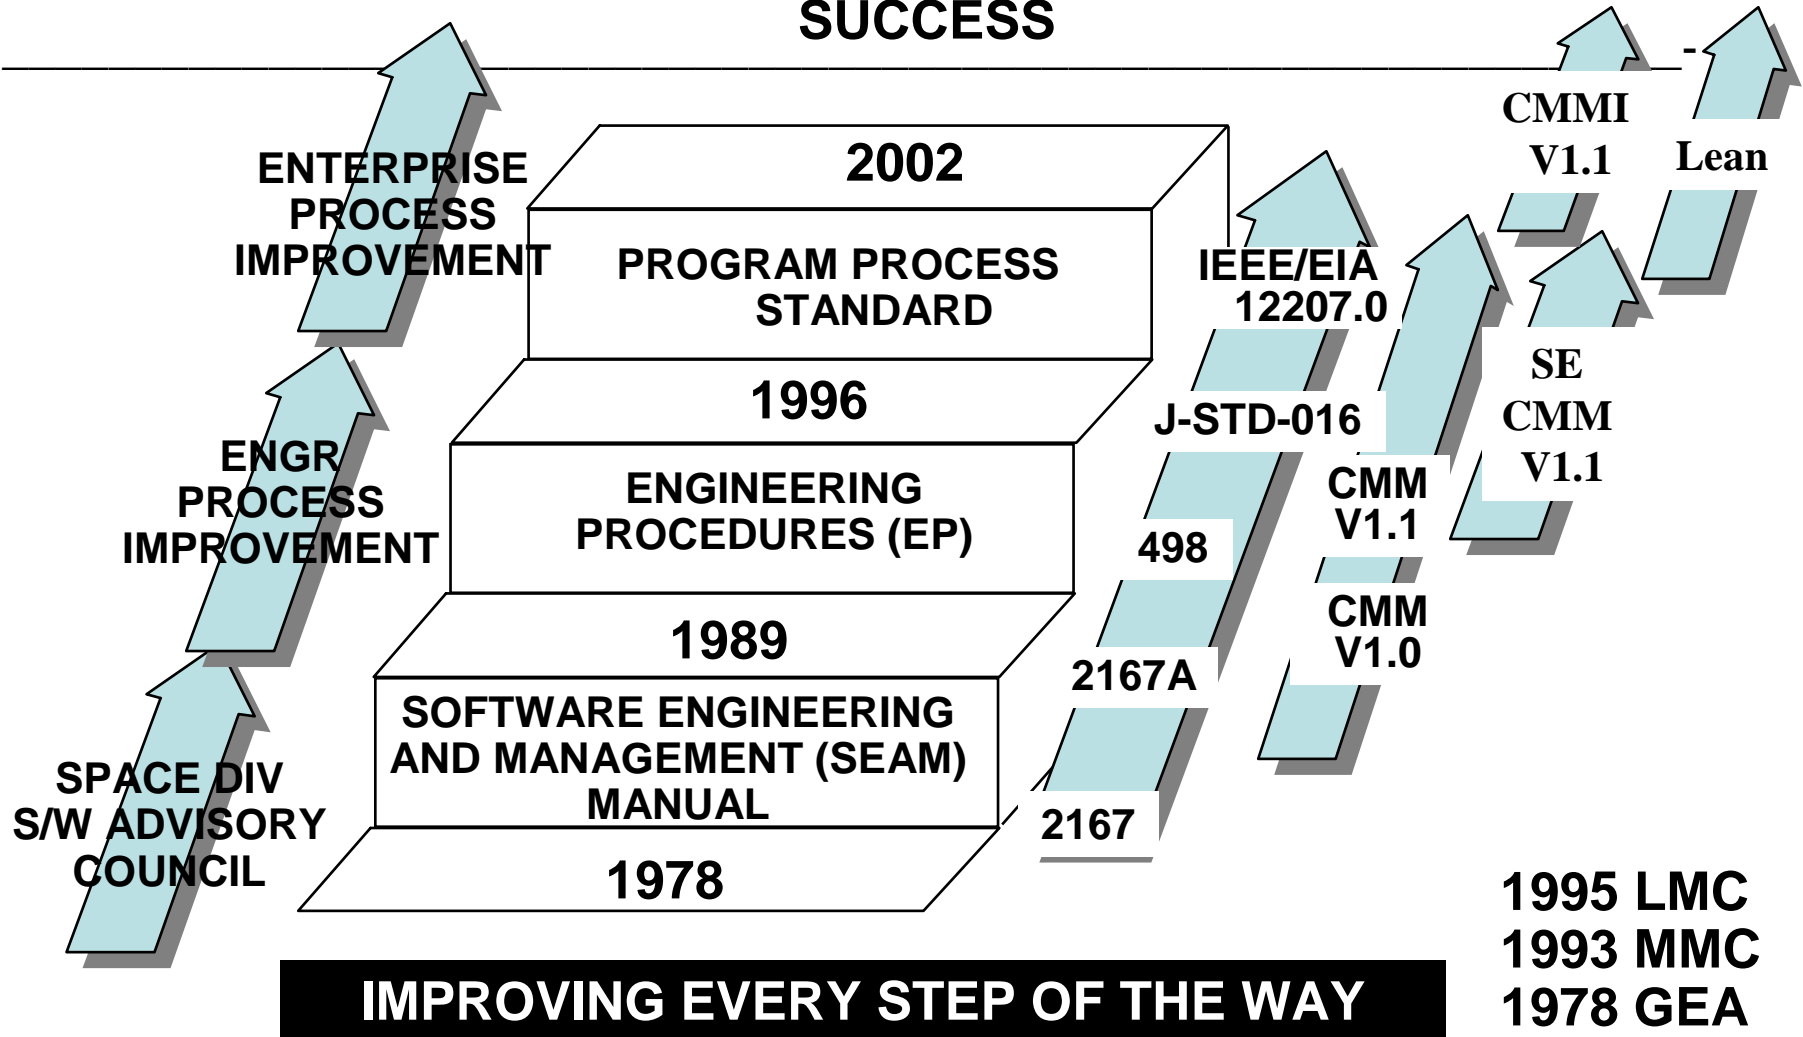 SUCCESS
-
CMMI
V1.1
Lean
ENTERPRISE
PROCESS
IMPROVEMENT
2002
PROGRAM PROCESS
STANDARD
IEEE/EIA
12207.0
SE
CMM
V1.1
1996
J-STD-016
ENGR
PROCESS
IMPROVEMENT
ENGINEERING
PROCEDURES (EP)
498
CMM
V1.1
CMM
V1.0
1989
2167A
SOFTWARE ENGINEERING
AND MANAGEMENT (SEAM)
MANUAL
SPACE DIV
S/W ADVISORY
COUNCIL
2167
1978
1995 LMC
1993 MMC
1978 GEA
IMPROVING EVERY STEP OF THE WAY